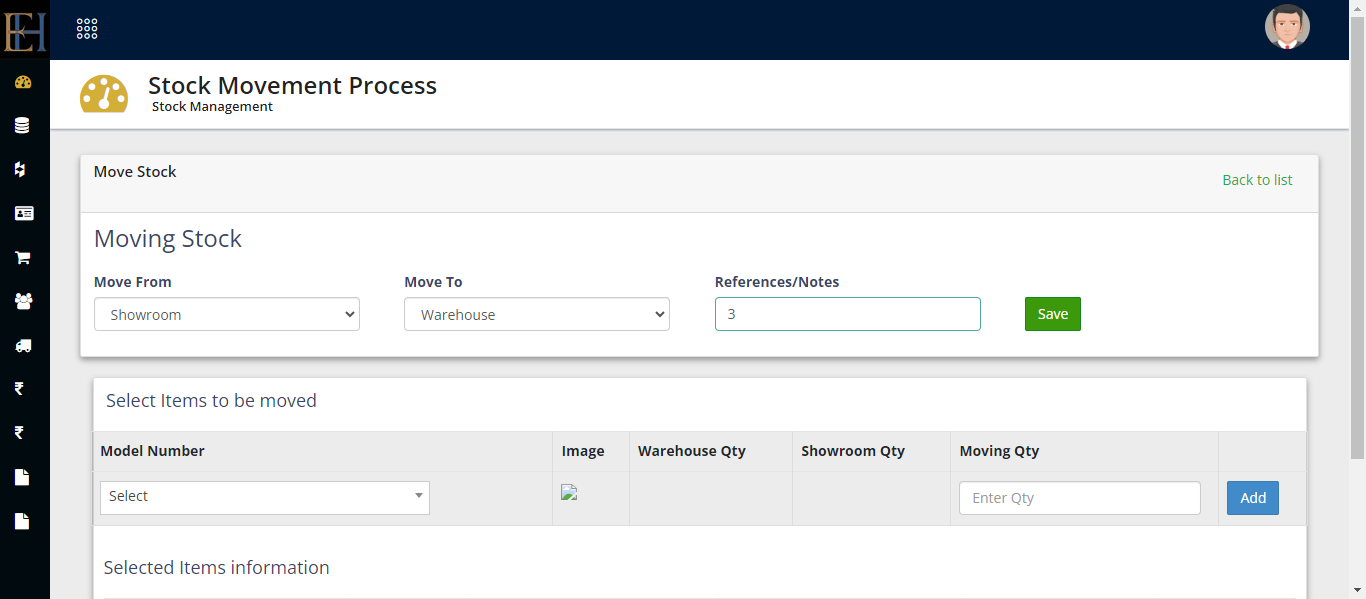 EH
Stock Movement Process
Stock Management
Move Stock
Back to list
Moving Stock
Move From Move To References/Notes
Showroom Warehouse 3 Save
Select Items to be moved
Model Number Image Warehouse Qty Showroom Qty Moving Qty
Select Enter Qty Add
Selected Items information